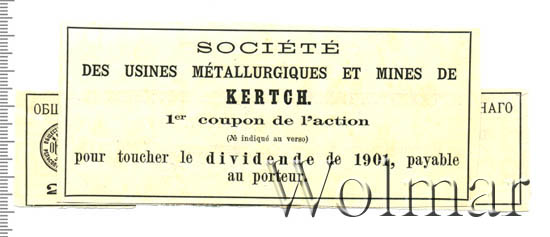 SOCIÉTÉ
DES USINES MÉTALLURGIQUES ET MINES DE
KERTCH.
1er coupon de l'action
(№ indiqué au verso)
pour toucher le dividende de 1901, payable
au porteur.
ОБЩ
НАГО
Wolmar